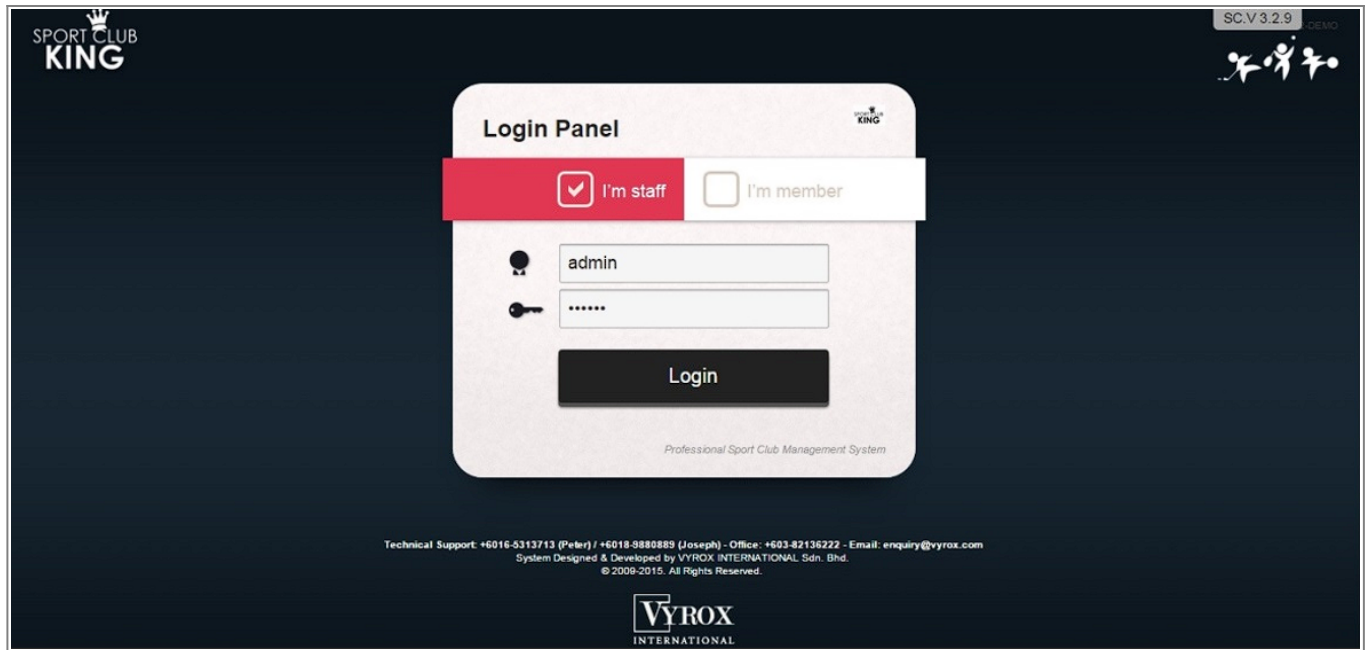 SPORT CLUB
KING
SC.V 3.2.9
-DEMO
Login Panel
SPORT CLUB
KING
I'm staff
I'm member
admin
••••••
Login
Professional Sport Club Management System
Technical Support: +6016-5313713 (Peter) / +6018-9880889 (Joseph) - Office: +603-82136222 - Email: enquiry@vyrox.com
System Designed & Developed by VYROX INTERNATIONAL Sdn. Bhd.
© 2009-2015. All Rights Reserved.
VYROX
INTERNATIONAL